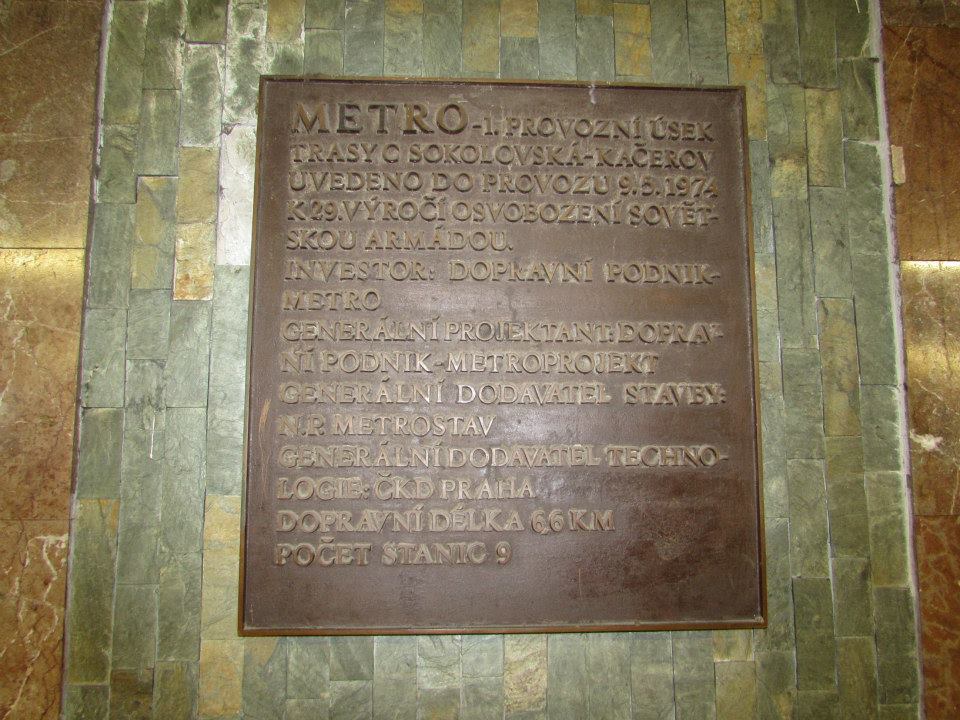 METRO-1. PROVOZNÍ ÚSEK
TRASY C SOKOLOVSKÁ-KAČEROV
UVEDENO DO PROVOZU 9.5.1974
K 29.VÝROČÍ OSVOBOZENÍ SOVĚT-
SKOU ARMÁDOU.
INVESTOR: DOPRAVNÍ PODNIK-
METRO
GENERÁLNÍ PROJEKTANT: DOPRAV-
NÍ PODNIK-METROPROJEKT
GENERÁLNÍ DODAVATEL STAVBY:
N.P. METROSTAV
GENERÁLNÍ DODAVATEL TECHNO-
LOGIE: ČKD PRAHA
DOPRAVNÍ DÉLKA 6,6 KM
POČET STANIC 9